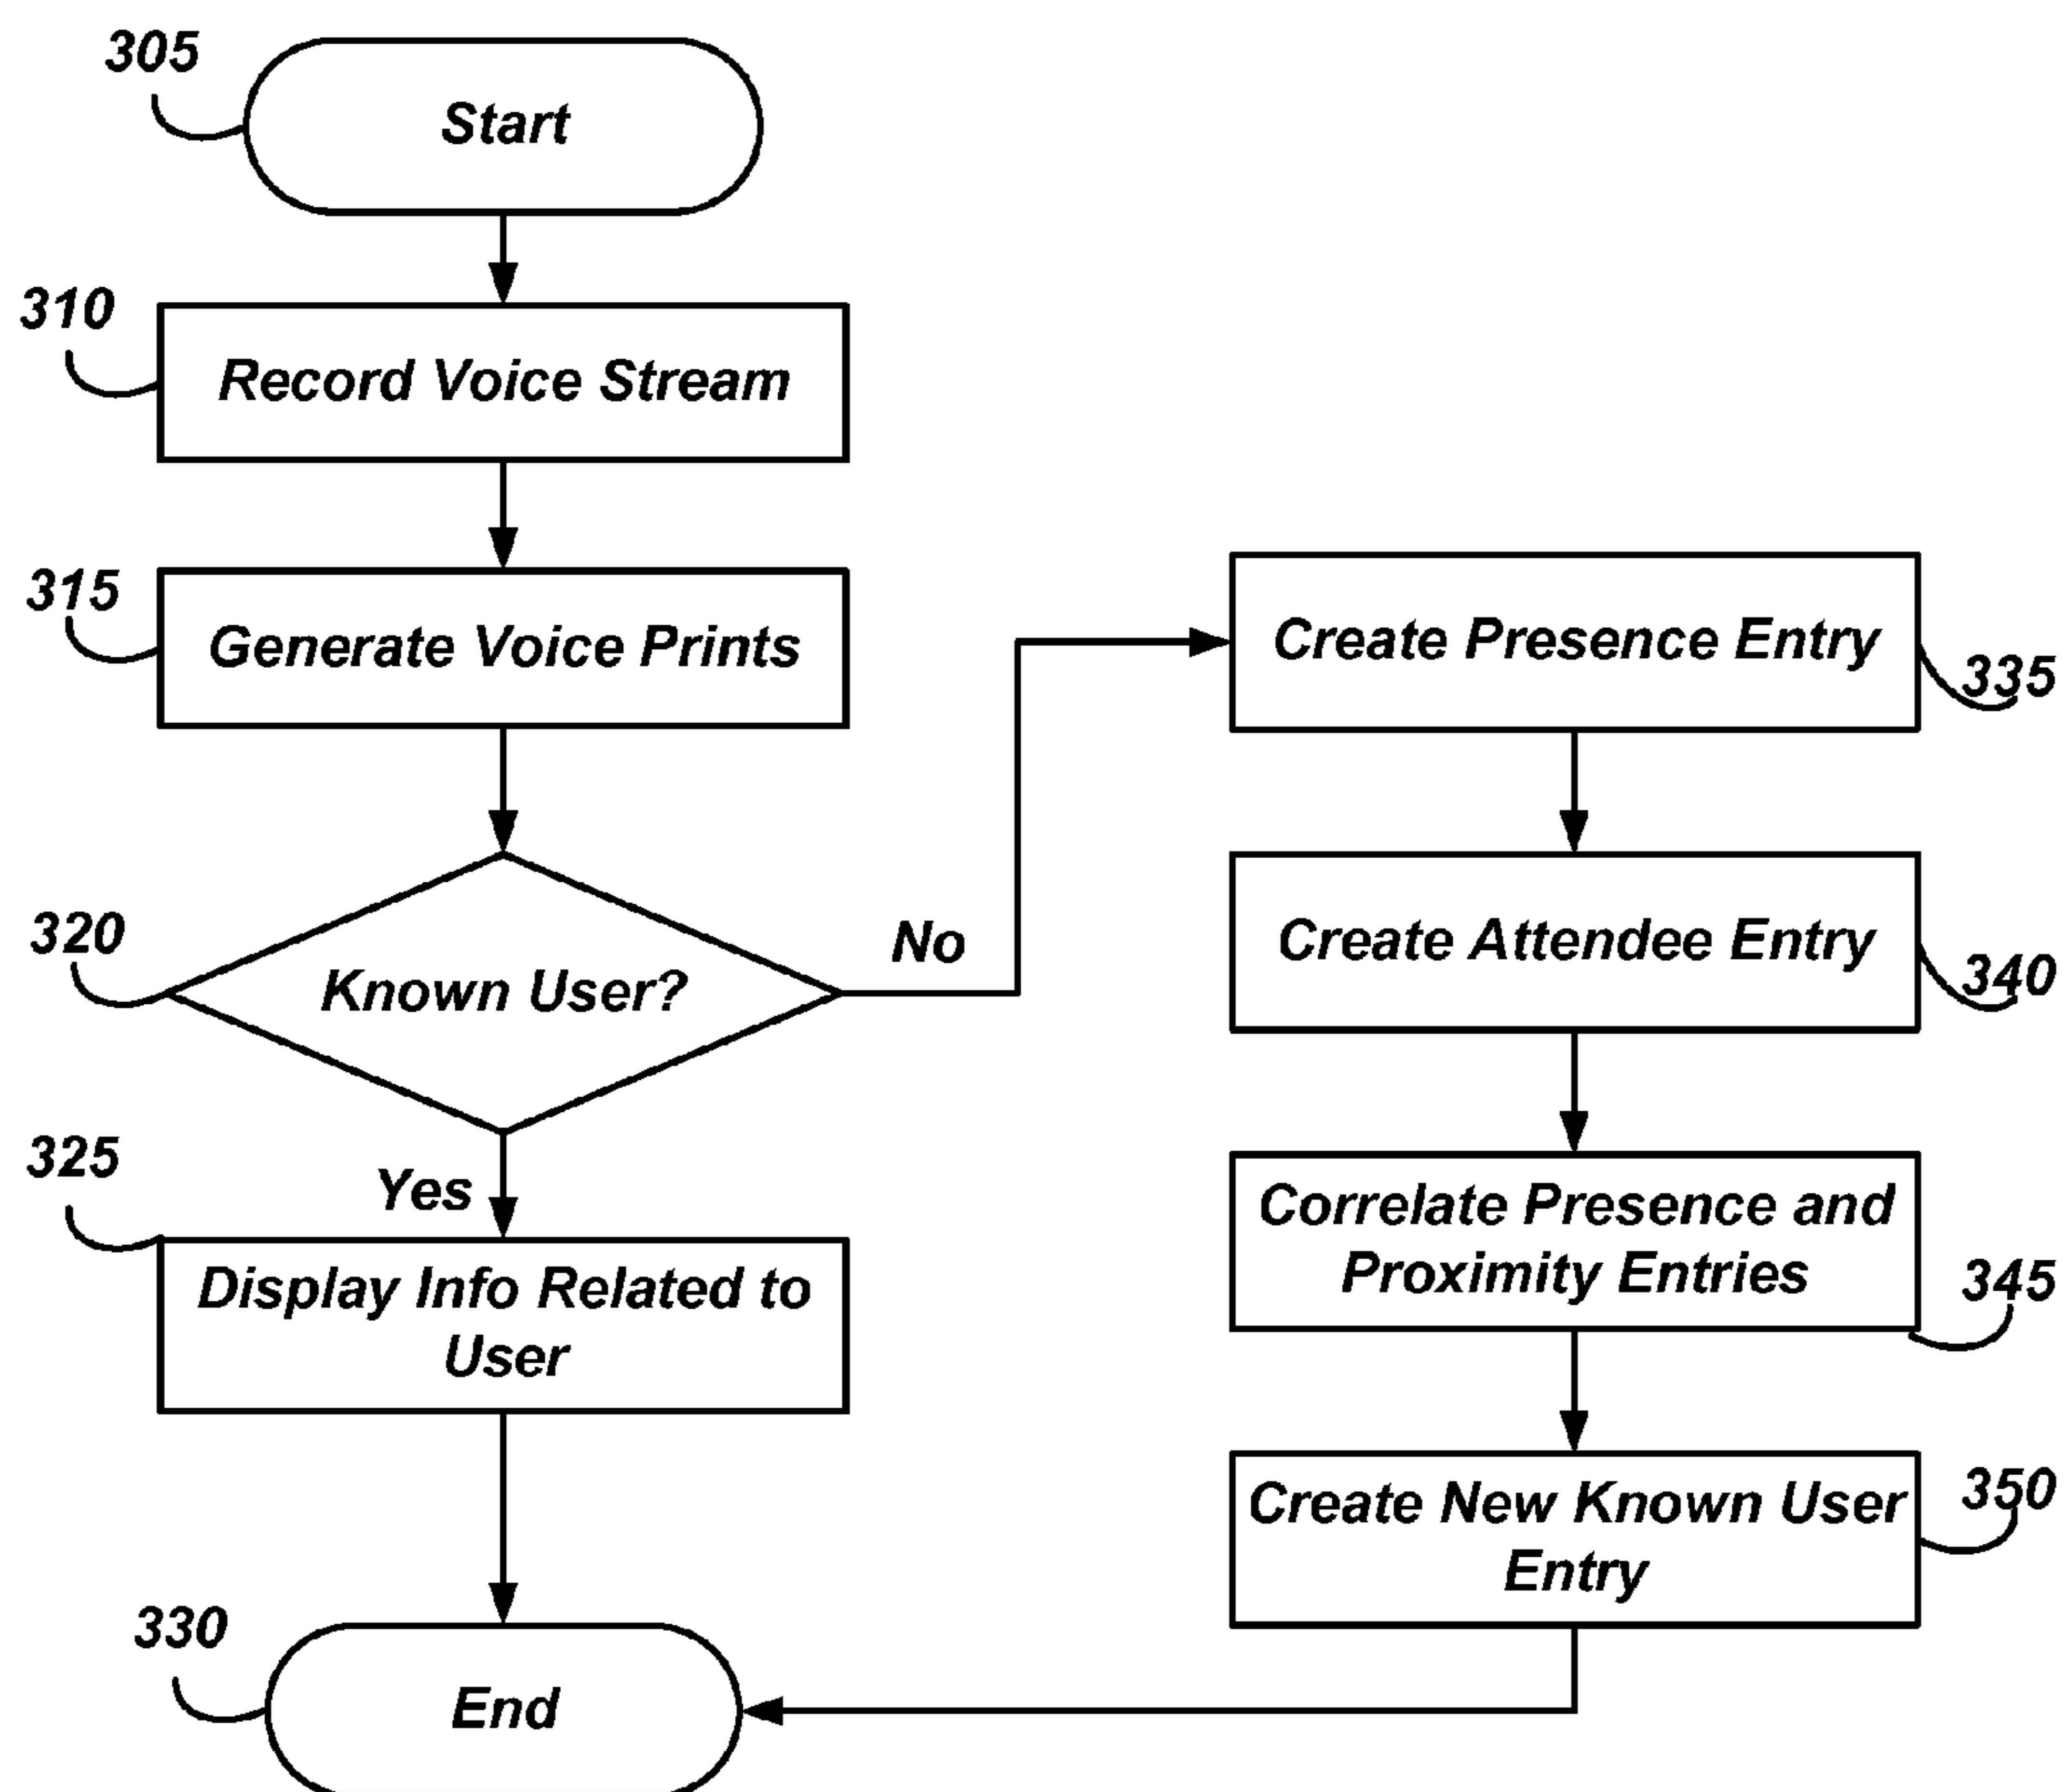 305
Start
310
Record Voice Stream
315
Generate Voice Prints
320
Known User?
No
Yes
325
Display Info Related to
User
330
End
Create Presence Entry
335
Create Attendee Entry
340
Correlate Presence and
Proximity Entries
345
Create New Known User
Entry
350